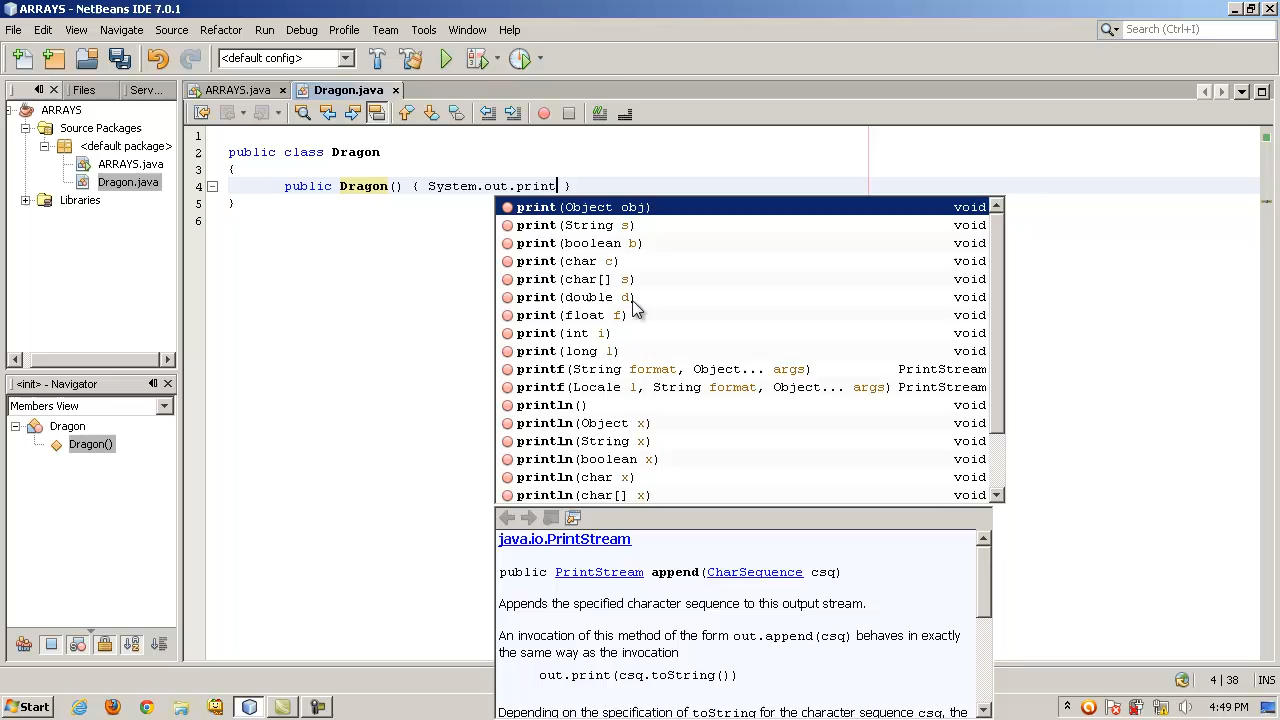 ARRAYS - NetBeans IDE 7.0.1
File Edit View Navigate Source Refactor Run Debug Profile Team Tools Window Help
Search (Ctrl+I)
<default config>
Files Serv...
ARRAYS.java Dragon.java
ARRAYS
Source Packages
<default package>
ARRAYS.java
Dragon.java
Libraries
1
2 public class Dragon
3 {
4 public Dragon() { System.out.print }
5 }
6
print(Object obj) void
print(String s) void
print(boolean b) void
print(char c) void
print(char[] s) void
print(double d) void
print(float f) void
print(int i) void
print(long l) void
printf(String format, Object... args) PrintStream
printf(Locale l, String format, Object... args) PrintStream
println() void
println(Object x) void
println(String x) void
println(boolean x) void
println(char x) void
println(char[] x) void
<init> - Navigator
Members View
Dragon
Dragon()
java.io.PrintStream
public PrintStream append(CharSequence csq)
Appends the specified character sequence to this output stream.
An invocation of this method of the form out.append(csq) behaves in exactly
the same way as the invocation
out.print(csq.toString())
Depending on the specification of toString for the character sequence csq, the
4 | 38 INS
Start
4:49 PM